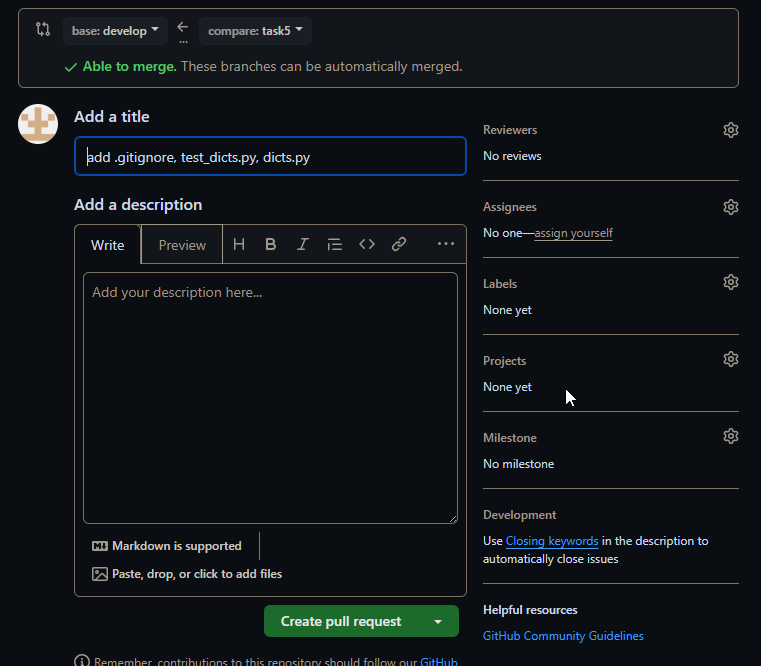 base: develop
...
compare: task5
Able to merge. These branches can be automatically merged.
Add a title
add .gitignore, test_dicts.py, dicts.py
Add a description
Write
Preview
H B I <> ...
Add your description here...
Markdown is supported
Paste, drop, or click to add files
Create pull request
Remember, contributions to this repository should follow our GitHub
Reviewers
No reviews
Assignees
No one—assign yourself
Labels
None yet
Projects
None yet
Milestone
No milestone
Development
Use Closing keywords in the description to
automatically close issues
Helpful resources
GitHub Community Guidelines